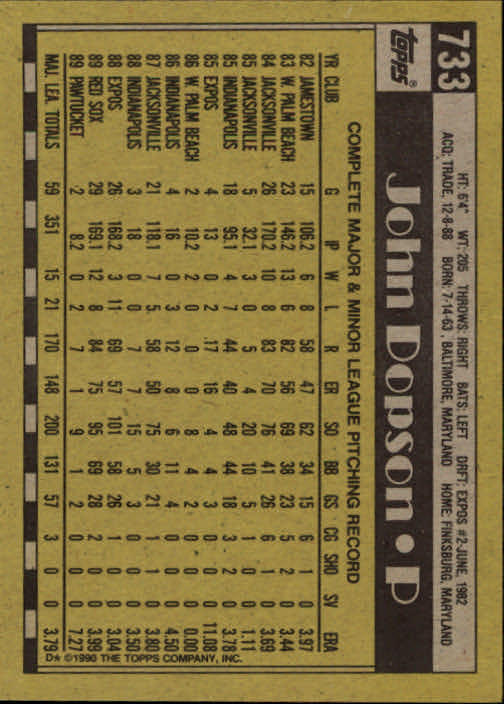 733
topps®
HT: 6'4" WT: 205 THROWS: RIGHT BATS: LEFT DRFT: EXPOS #2-JUNE, 1982
ACQ: TRADE, 12-8-88 BORN: 7-14-63, BALTIMORE, MARYLAND HOME: FINKSBURG, MARYLAND
John Dopson • P
COMPLETE MAJOR & MINOR LEAGUE PITCHING RECORD
YR CLUB G IP W L R ER SO BB GS CG SHO SV ERA
82 JAMESTOWN 15 106.2 6 8 58 47 62 34 15 6 1 0 3.97
83 W. PALM BEACH 23 146.2 13 6 82 56 69 38 23 5 2 0 3.44
84 JACKSONVILLE 26 170.2 10 8 83 70 76 41 26 6 1 0 3.69
85 JACKSONVILLE 5 32.1 3 0 5 4 20 10 5 1 0 0 1.11
85 INDIANAPOLIS 18 95.1 4 7 44 40 48 44 18 3 2 0 3.78
85 EXPOS 4 13 0 2 .17 16 4 4 3 0 0 0 11.08
86 W. PALM BEACH 2 10.2 2 0 0 0 8 4 2 0 0 0 0.00
86 INDIANAPOLIS 4 16 0 3 12 8 6 11 4 0 0 0 4.50
87 JACKSONVILLE 21 118.1 7 5. 58 50 75 30 21 1 1 0 3.80
88 INDIANAPOLIS 3 18 0 0 7 7 15 5 3 0 0 0 3.50
88 EXPOS 26 168.2 3 11 69 57 101 58 26 1 0 0 3.04
89 RED SOX 29 169.1 12 8 84 75 95 69 28 2 0 0 3.99
89 PAWTUCKET 2 8.2 0 2 7 7 9 1 2 0 0 0 7.27
MAJ. LEA. TOTALS 59 351 15 21 170 148 200 131 57 3 0 0 3.79
D* ©1990 THE TOPPS COMPANY, INC.